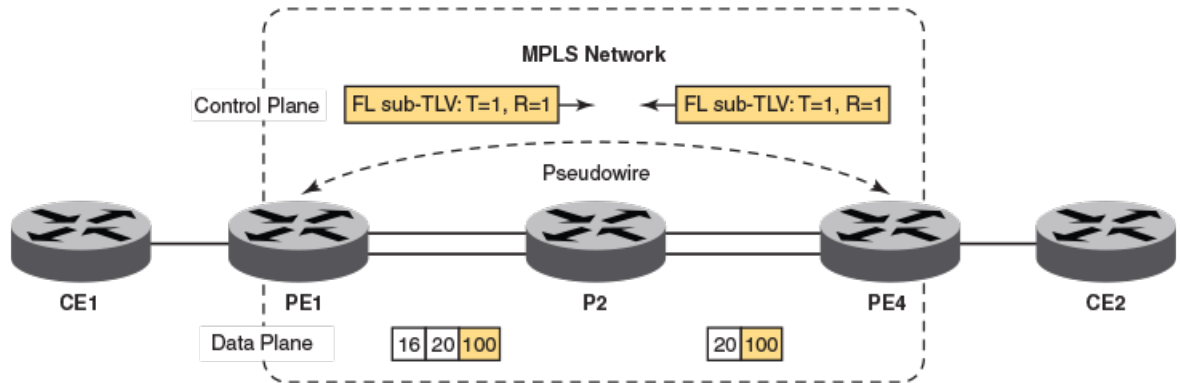 MPLS Network
Control Plane
FL sub-TLV: T=1, R=1
FL sub-TLV: T=1, R=1
Pseudowire
CE1
PE1
P2
PE4
CE2
Data Plane
16 20 100
20 100